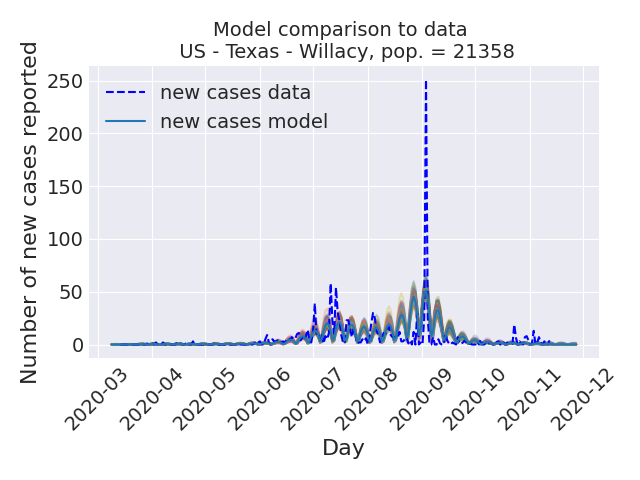 Model comparison to data
US - Texas - Willacy, pop. = 21358
Number of new cases reported
250
200
150
100
50
0
new cases data
new cases model
2020-03
2020-04
2020-05
2020-06
2020-07
2020-08
2020-09
2020-10
2020-11
2020-12
Day